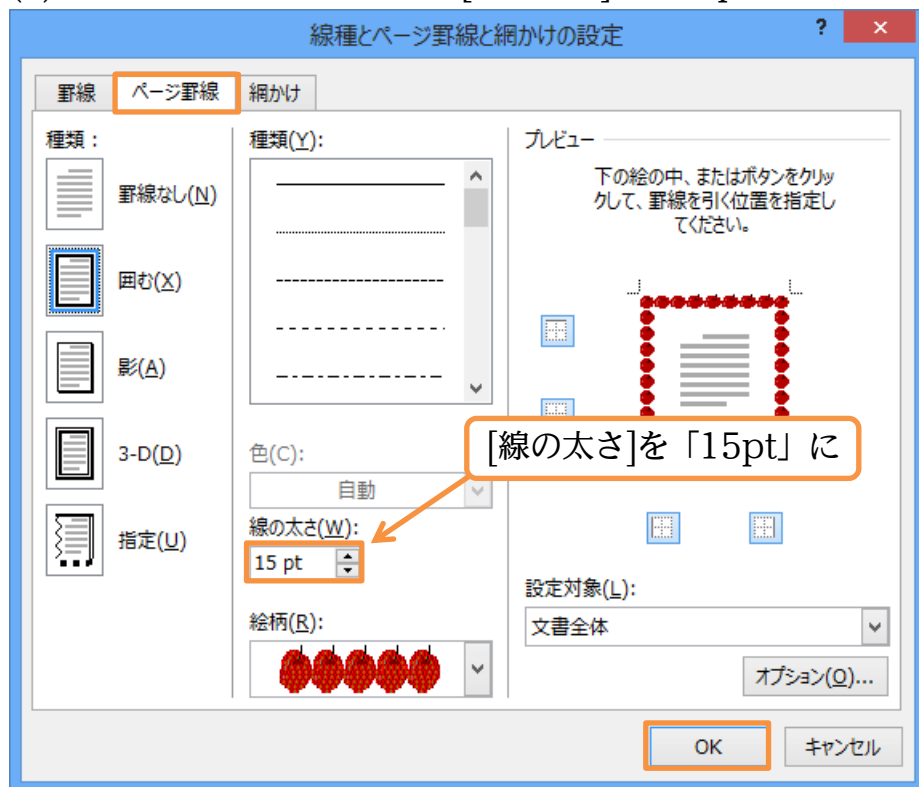 線種とページ罫線と網かけの設定
? ×
罫線 ページ罫線 網かけ
種類：
罫線なし(N)
囲む(X)
影(A)
3-D(D)
指定(U)
種類(Y):
色(C):
自動
線の太さ(W):
15 pt
絵柄(R):
プレビュー
下の絵の中、またはボタンをクリッ
クして、罫線を引く位置を指定し
てください。
[線の太さ]を「15pt」に
設定対象(L):
文書全体
オプション(O)...
OK キャンセル